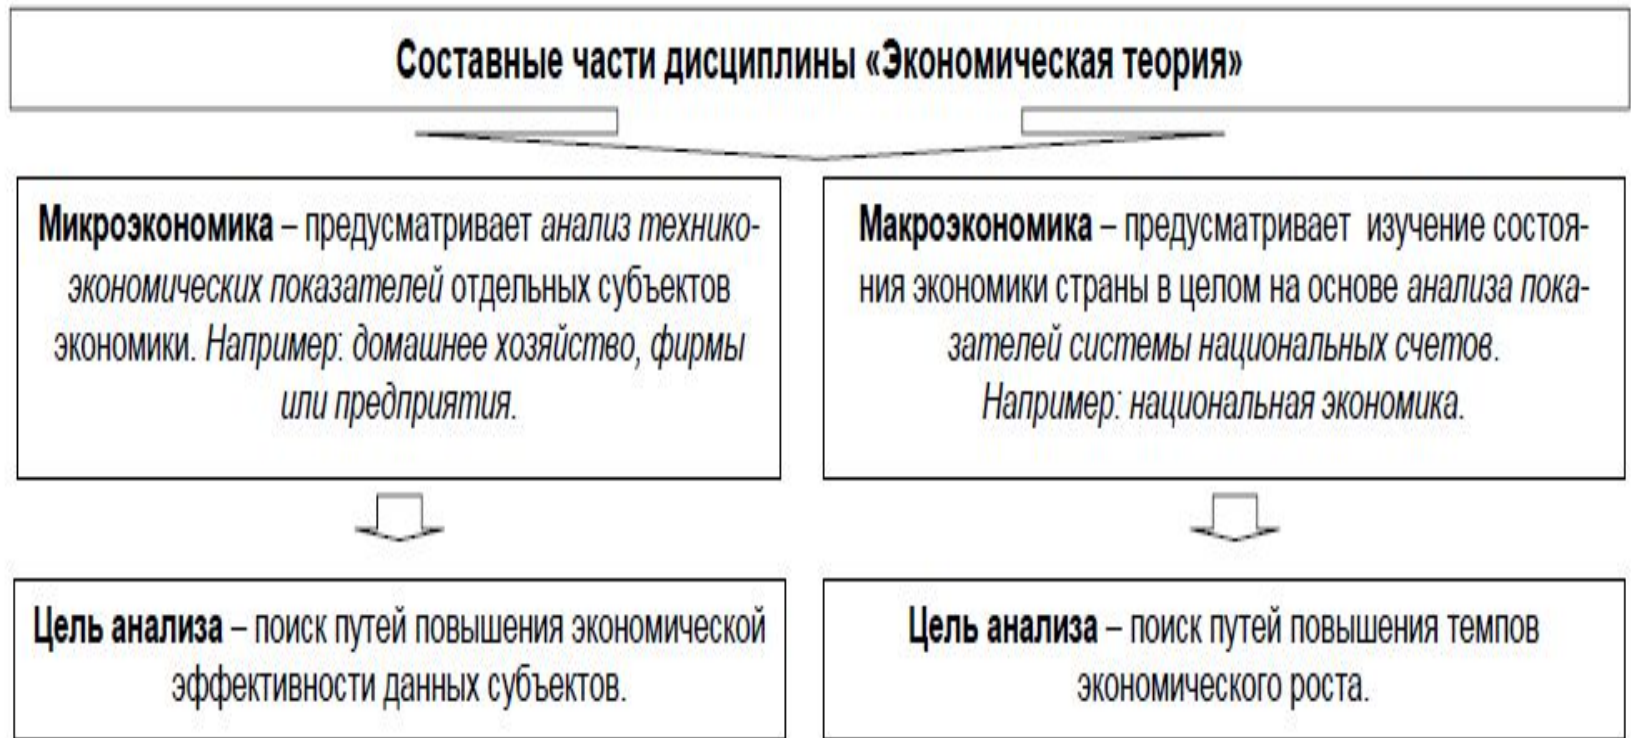 Составные части дисциплины «Экономическая теория»
Микроэкономика – предусматривает анализ технико-
экономических показателей отдельных субъектов
экономики. Например: домашнее хозяйство, фирмы
или предприятия.
Макроэкономика – предусматривает изучение состоя-
ния экономики страны в целом на основе анализа пока-
зателей системы национальных счетов.
Например: национальная экономика.
Цель анализа – поиск путей повышения экономической
эффективности данных субъектов.
Цель анализа – поиск путей повышения темпов
экономического роста.